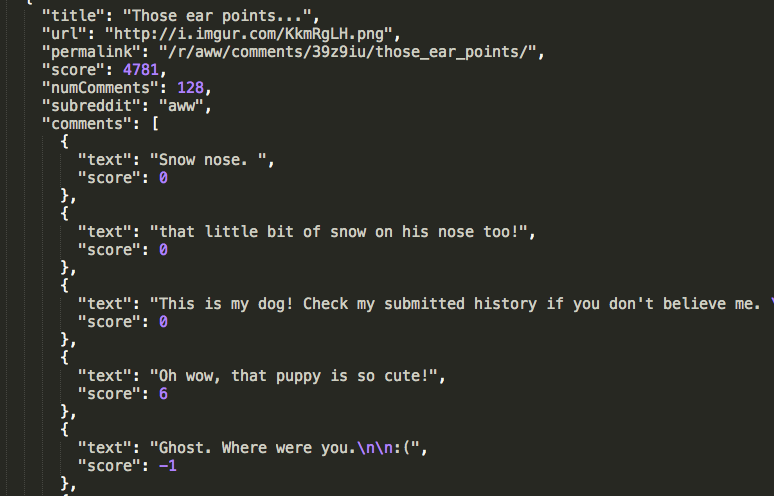 {
"title": "Those ear points...",
"url": "http://i.imgur.com/KkmRgLH.png",
"permalink": "/r/aww/comments/39z9iu/those_ear_points/",
"score": 4781,
"numComments": 128,
"subreddit": "aww",
"comments": [
{
"text": "Snow nose. ",
"score": 0
},
{
"text": "that little bit of snow on his nose too!",
"score": 0
},
{
"text": "This is my dog! Check my submitted history if you don't believe me. \
"score": 0
},
{
"text": "Oh wow, that puppy is so cute!",
"score": 6
},
{
"text": "Ghost. Where were you.\n\n:(",
"score": -1
},
{